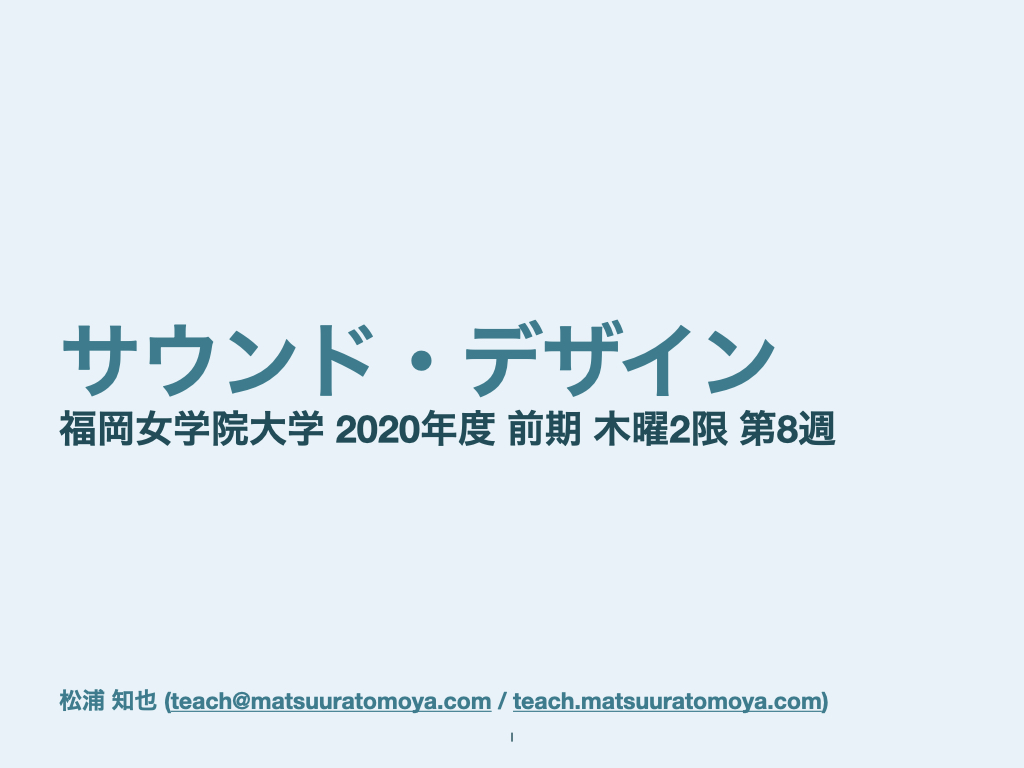 サウンド・デザイン
福岡女学院大学 2020年度 前期 木曜2限 第8週
松浦 知也 (teach@matsuuratomoya.com / teach.matsuuratomoya.com)
1